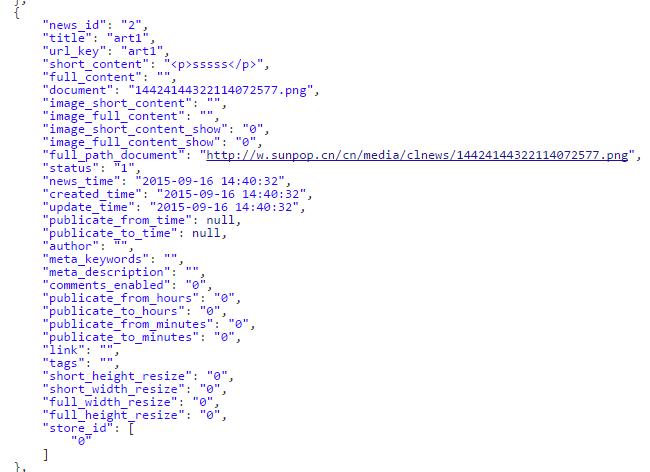 },
{
"news_id": "2",
"title": "art1",
"url_key": "art1",
"short_content": "<p>sssss</p>",
"full_content": "",
"document": "14424144322114072577.png",
"image_short_content": "",
"image_full_content": "",
"image_short_content_show": "0",
"image_full_content_show": "0",
"full_path_document": "http://w.sunpop.cn/cn/media/clnews/14424144322114072577.png",
"status": "1",
"news_time": "2015-09-16 14:40:32",
"created_time": "2015-09-16 14:40:32",
"update_time": "2015-09-16 14:40:32",
"publicate_from_time": null,
"publicate_to_time": null,
"author": "",
"meta_keywords": "",
"meta_description": "",
"comments_enabled": "0",
"publicate_from_hours": "0",
"publicate_to_hours": "0",
"publicate_from_minutes": "0",
"publicate_to_minutes": "0",
"link": "",
"tags": "",
"short_height_resize": "0",
"short_width_resize": "0",
"full_width_resize": "0",
"full_height_resize": "0",
"store_id": [
"0"
]
},